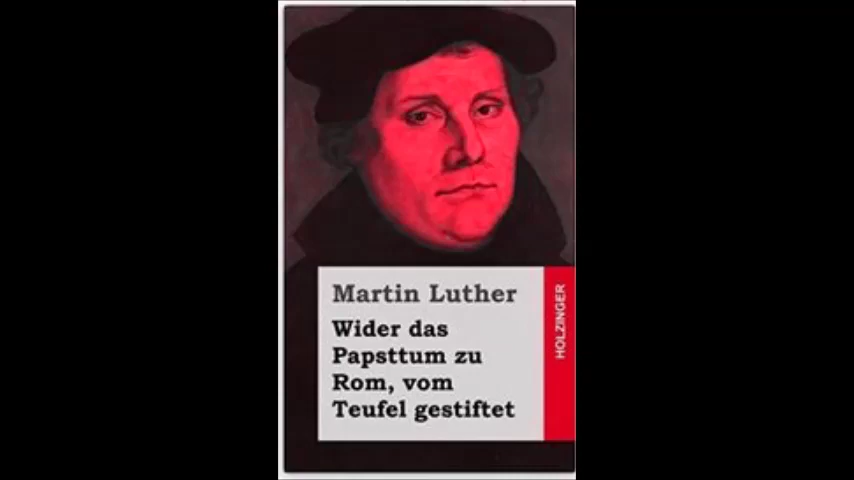 Martin Luther
Wider das
Papsttum zu
Rom, vom
Teufel gestiftet
HOLZINGER